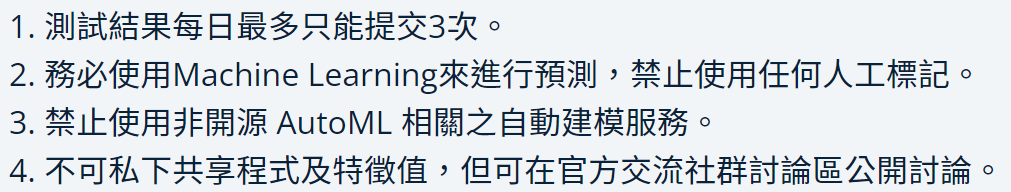 1. 測試結果每日最多只能提交3次。
2. 務必使用Machine Learning來進行預測，禁止使用任何人工標記。
3. 禁止使用非開源 AutoML 相關之自動建模服務。
4. 不可私下共享程式及特徵值，但可在官方交流社群討論區公開討論。